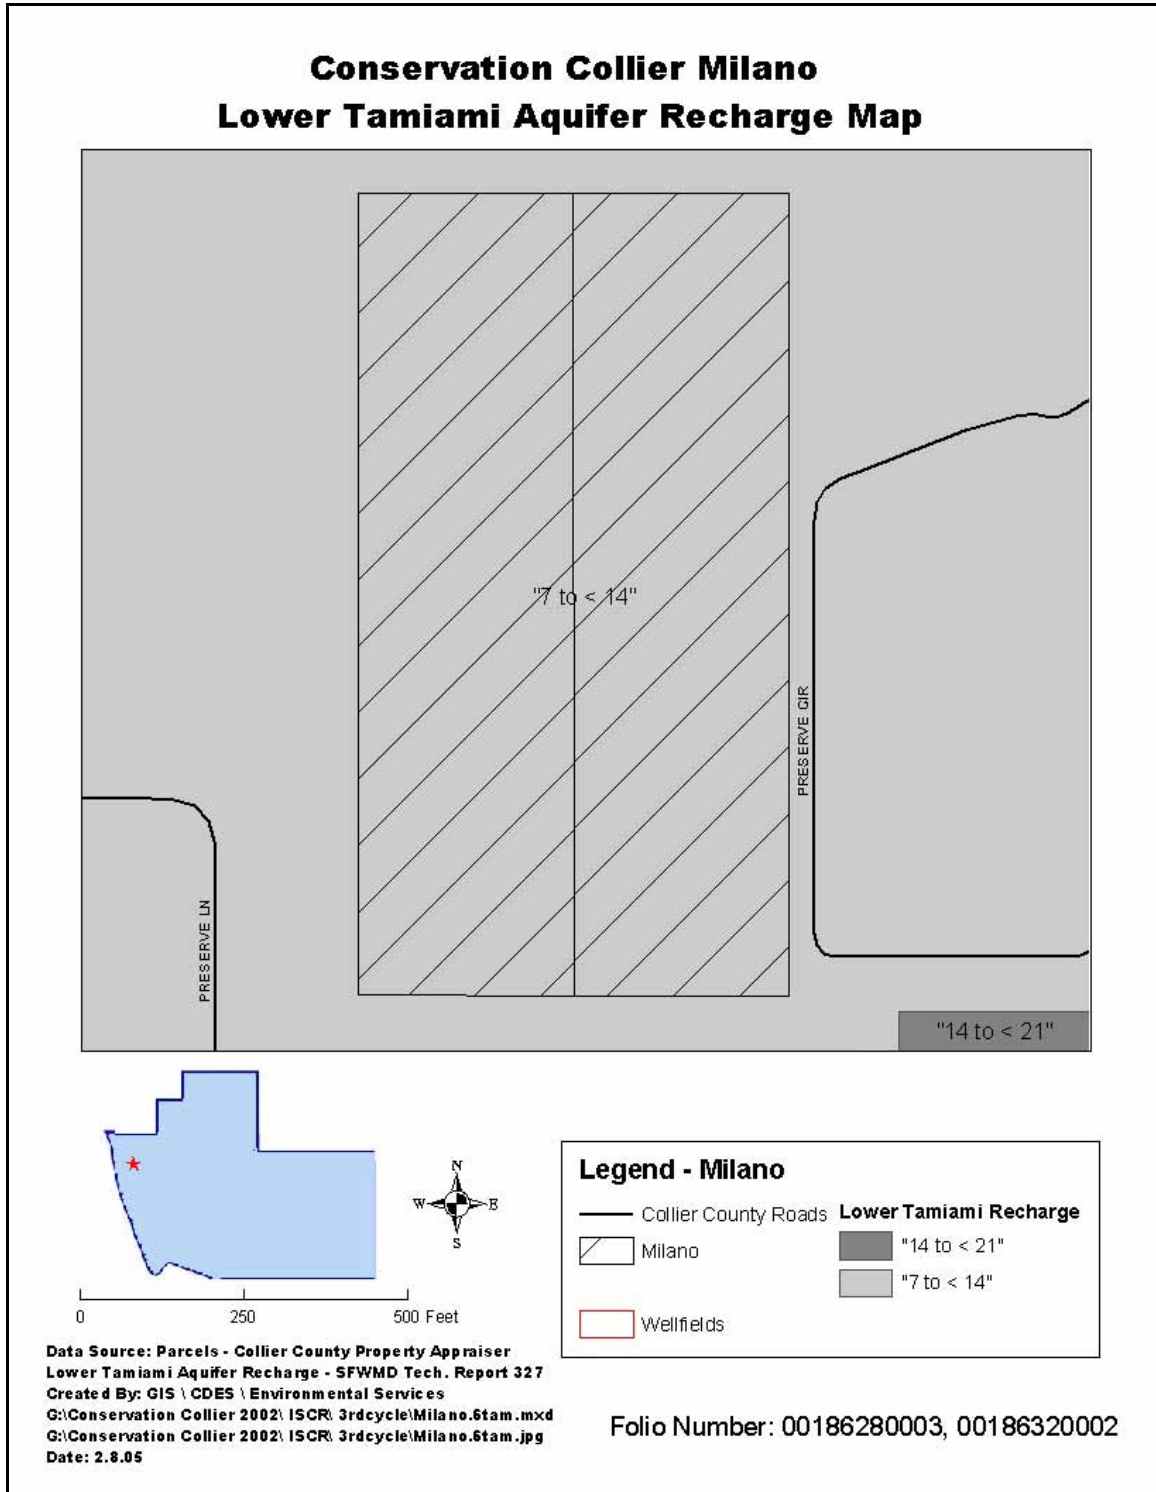 Conservation Collier Milano
Lower Tamiami Aquifer Recharge Map
"7 to < 14"
PRESERVE CIR
PRESERVE LN
"14 to < 21"
N
W E
S
0 250 500 Feet
Legend - Milano
Collier County Roads
Milano
Wellfields
Lower Tamiami Recharge
"14 to < 21"
"7 to < 14"
Data Source: Parcels - Collier County Property Appraiser
Lower Tamiami Aquifer Recharge - SFWMD Tech. Report 327
Created By: GIS \ CDES \ Environmental Services
G:\Conservation Collier 2002\ ISCR\ 3rdcycle\Milano.6tam.mxd
G:\Conservation Collier 2002\ ISCR\ 3rdcycle\Milano.6tam.jpg
Date: 2.8.05
Folio Number: 00186280003, 00186320002